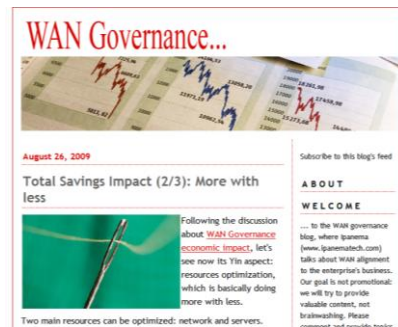 WAN Governance...
August 26, 2009
Total Savings Impact (2/3): More with
less
Following the discussion
about WAN Governance
economic impact, let's
see now its Yin aspect:
resources optimization,
which is basically doing
more with less.
Two main resources can be optimized: network and servers.
Subscribe to this blog's feed
ABOUT
WELCOME
... to the WAN governance
blog, where Ipanema
(www.ipanematech.com)
talks about WAN alignment
to the enterprise's business.
Our goal is not promotional:
we will try to provide
valuable content, not
brainwashing. Please
comment and provide topics